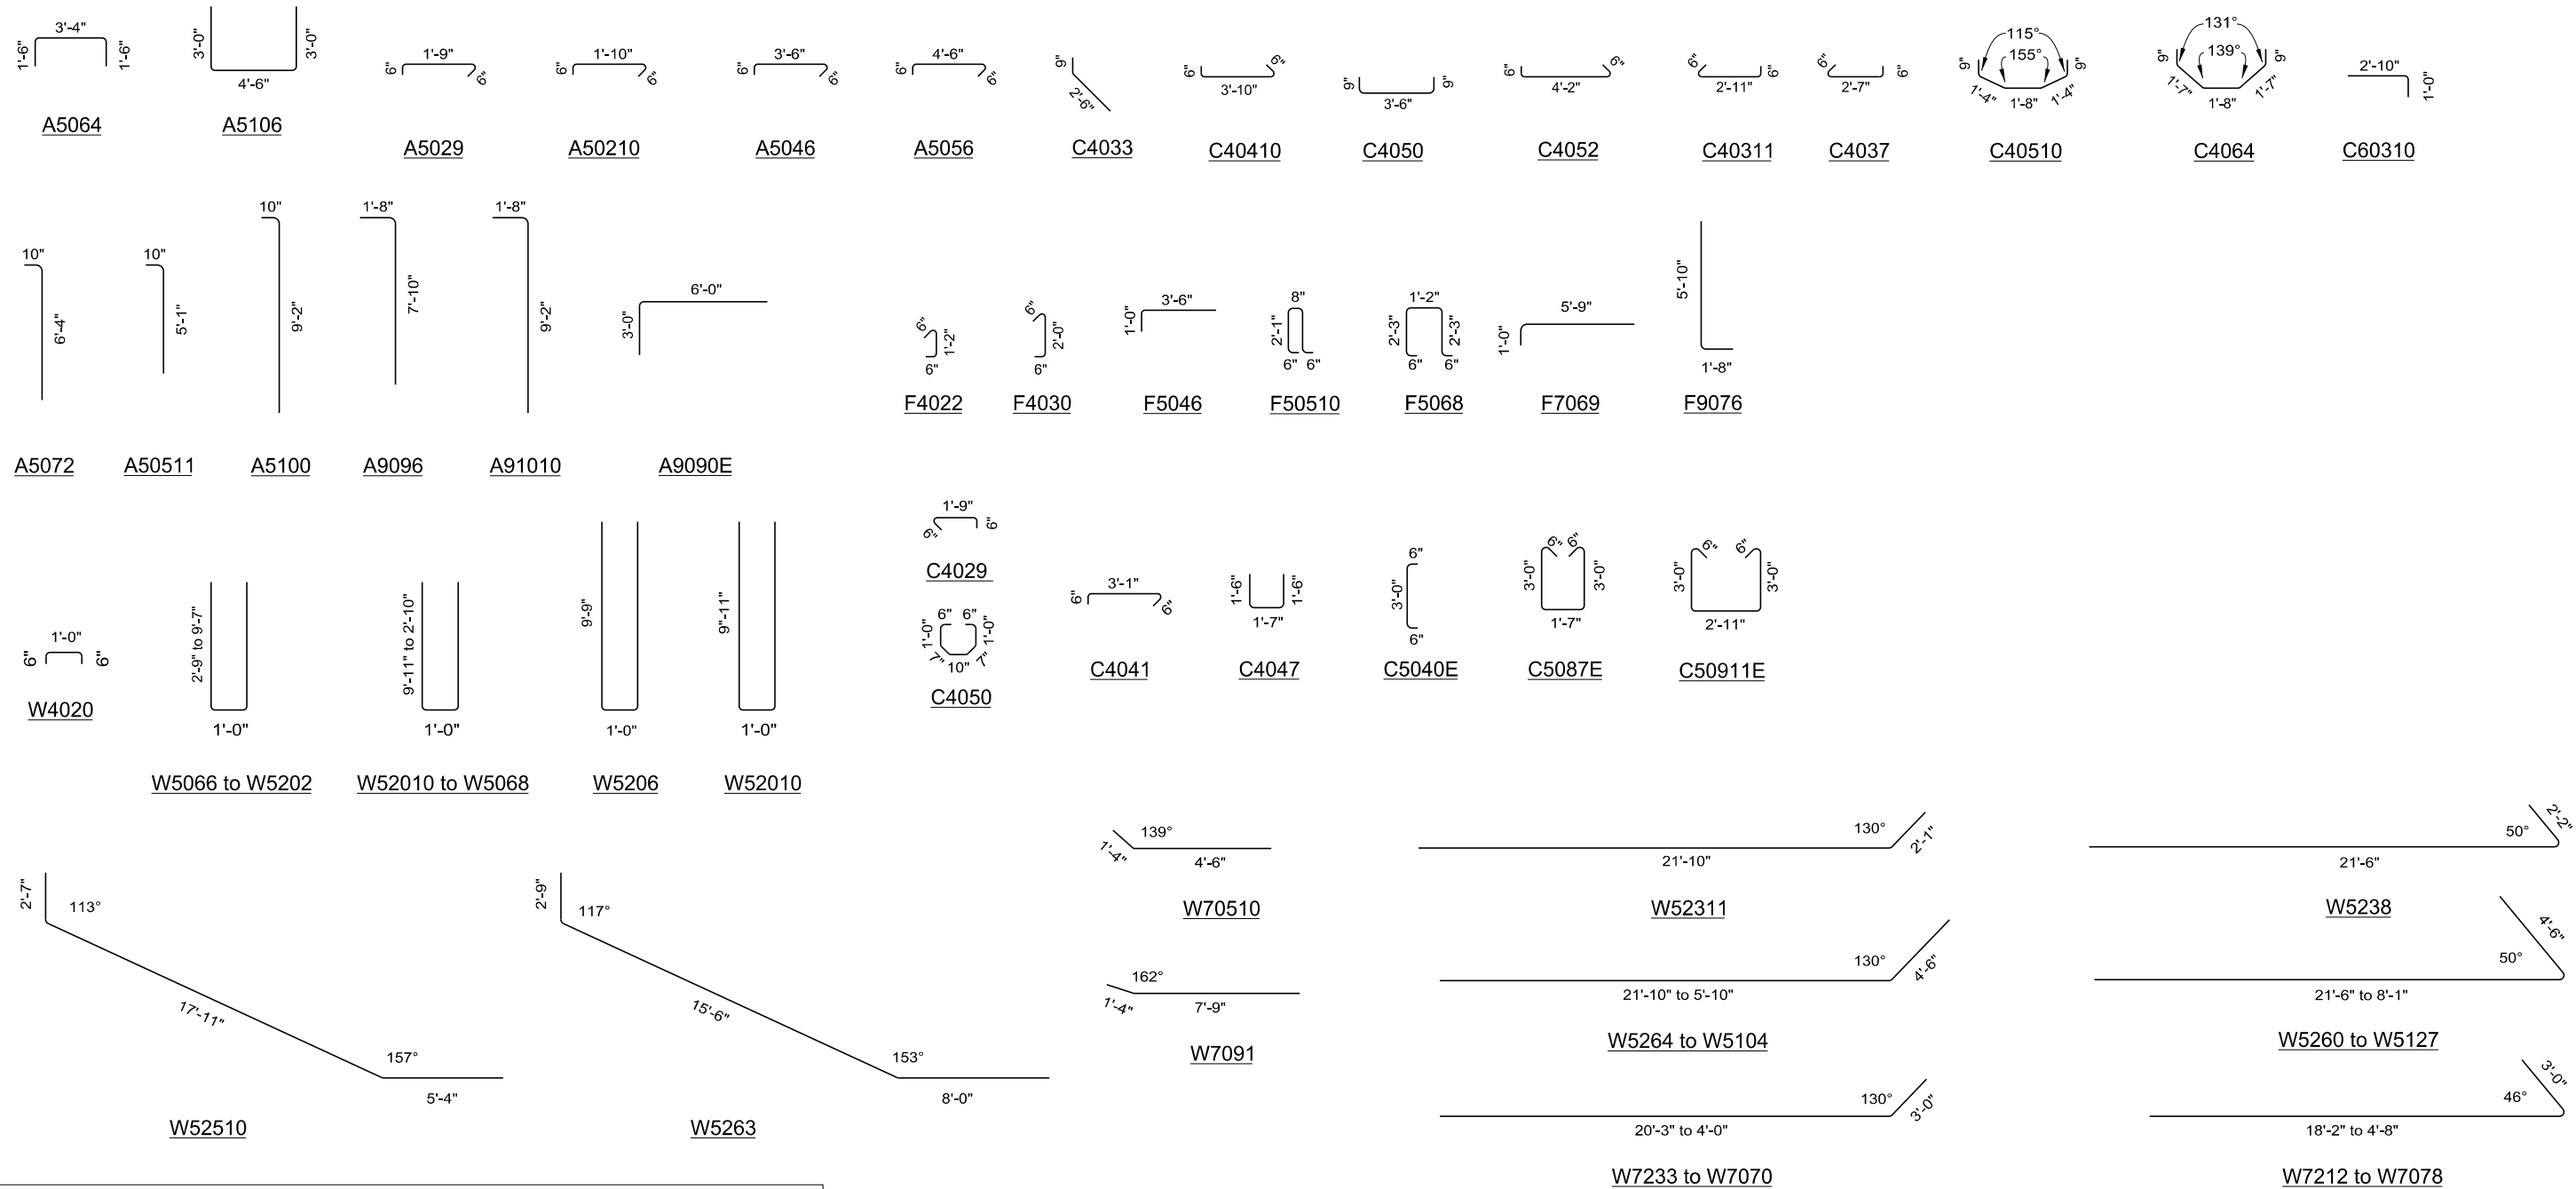 3'-4"
1'-6"
1'-6"
A5064
3'-0"
3'-0"
4'-6"
A5106
1'-9"
6"
6"
A5029
1'-10"
6"
6"
A50210
3'-6"
6"
6"
A5046
4'-6"
6"
6"
A5056
9"
2'-6"
C4033
6"
6"
3'-10"
C40410
9"
9"
3'-6"
C4050
6"
6"
4'-2"
C4052
6"
6"
2'-11"
C40311
6"
6"
2'-7"
C4037
115°
155°
9"
9"
1'-4"
1'-8"
1'-4"
C40510
131°
139°
9"
9"
1'-7"
1'-8"
1'-7"
C4064
2'-10"
1'-0"
C60310
10"
6'-4"
A5072
10"
5'-1"
A50511
10"
9'-2"
A5100
1'-8"
7'-10"
A9096
1'-8"
9'-2"
A91010
6'-0"
3'-0"
A9090E
6"
1'-2"
6"
F4022
6"
2'-0"
6"
F4030
3'-6"
1'-0"
F5046
8"
2'-1"
6"
6"
F50510
1'-2"
2'-3"
2'-3"
6"
6"
F5068
5'-9"
1'-0"
F7069
5'-10"
1'-8"
F9076
1'-0"
6"
6"
W4020
2'-9" to 9'-7"
1'-0"
W5066 to W5202
9'-11" to 2'-10"
1'-0"
W52010 to W5068
9'-9"
1'-0"
W5206
9"-11"
1'-0"
W52010
1'-9"
6"
6"
C4029
6"
6"
1'-0"
1'-0"
7"
10"
7"
C4050
3'-1"
6"
6"
C4041
1'-6"
1'-6"
1'-7"
C4047
6"
3'-0"
6"
C5040E
6"
6"
3'-0"
3'-0"
1'-7"
C5087E
6"
6"
3'-0"
3'-0"
2'-11"
C50911E
2'-7"
113°
17'-11"
157°
5'-4"
W52510
2'-9"
117°
15'-6"
153°
8'-0"
W5263
139°
1'-4"
4'-6"
W70510
162°
1'-4"
7'-9"
W7091
130°
2'-1"
21'-10"
W52311
130°
4'-6"
21'-10" to 5'-10"
W5264 to W5104
130°
3'-0"
20'-3" to 4'-0"
W7233 to W7070
2'-2"
50°
21'-6"
W5238
4'-6"
50°
21'-6" to 8'-1"
W5260 to W5127
3'-0"
46°
18'-2" to 4'-8"
W7212 to W7078